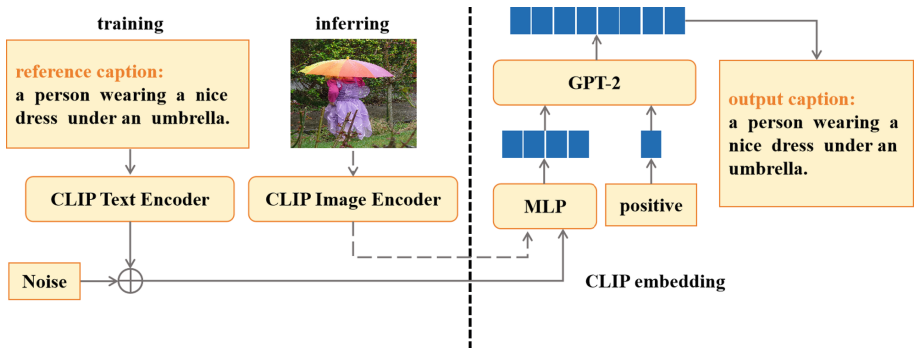 training
reference caption:
a person wearing a nice
dress under an umbrella.
CLIP Text Encoder
Noise
inferring
CLIP Image Encoder
GPT-2
MLP
positive
CLIP embedding
output caption:
a person wearing a
nice dress under an
umbrella.